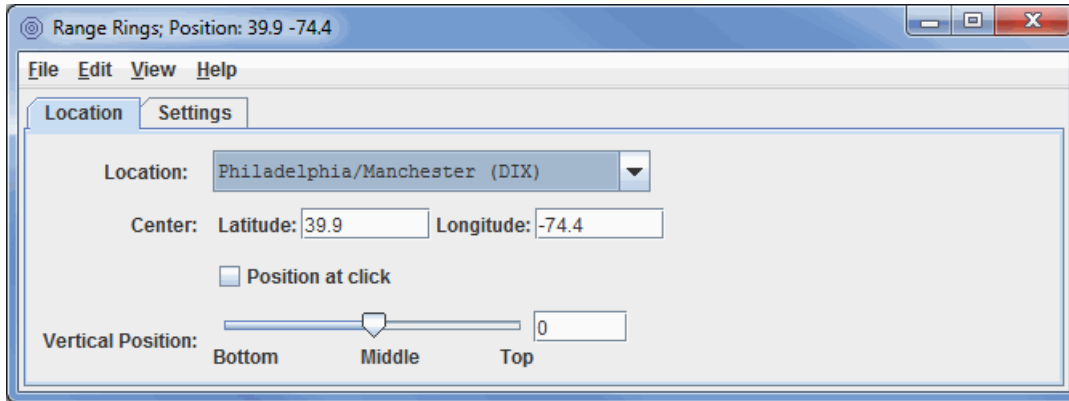 Range Rings; Position: 39.9 -74.4
File Edit View Help
Location Settings
Location: Philadelphia/Manchester (DIX)
Center: Latitude: 39.9 Longitude: -74.4
Position at click
Vertical Position: 0
Bottom Middle Top